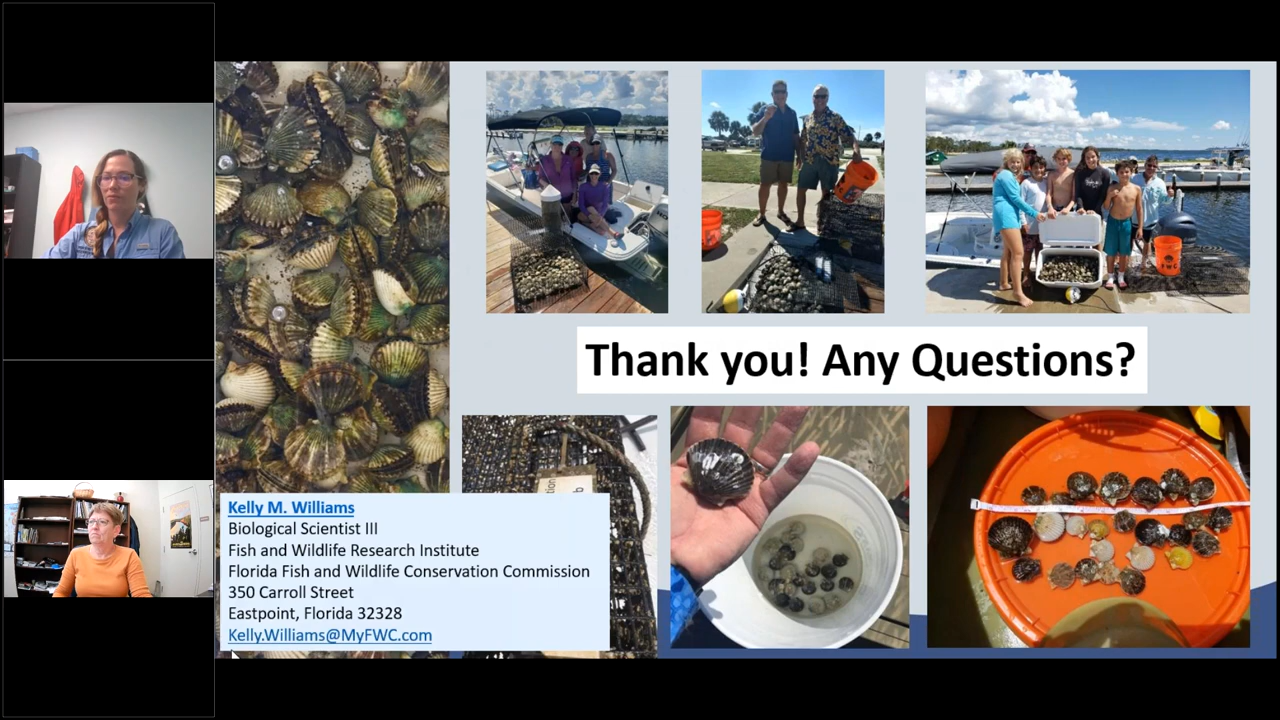 Thank you! Any Questions?
Kelly M. Williams
Biological Scientist III
Fish and Wildlife Research Institute
Florida Fish and Wildlife Conservation Commission
350 Carroll Street
Eastpoint, Florida 32328
Kelly.Williams@MyFWC.com
FWC